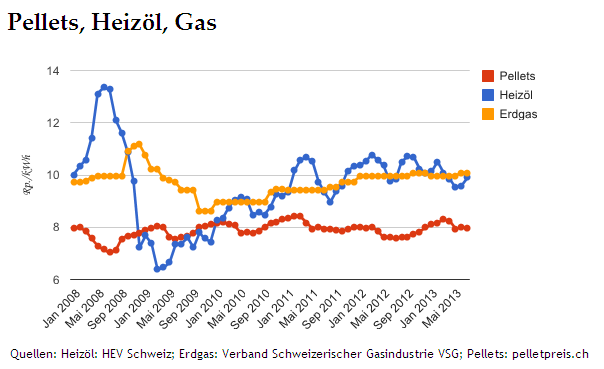 Pellets, Heizöl, Gas
14
12
10
8
6
Rp./kWh
Pellets
Heizöl
Erdgas
Jan 2008
Mai 2008
Sep 2008
Jan 2009
Mai 2009
Sep 2009
Jan 2010
Mai 2010
Sep 2010
Jan 2011
Mai 2011
Sep 2011
Jan 2012
Mai 2012
Sep 2012
Jan 2013
Mai 2013
Quellen: Heizöl: HEV Schweiz; Erdgas: Verband Schweizerischer Gasindustrie VSG; Pellets: pelletpreis.ch